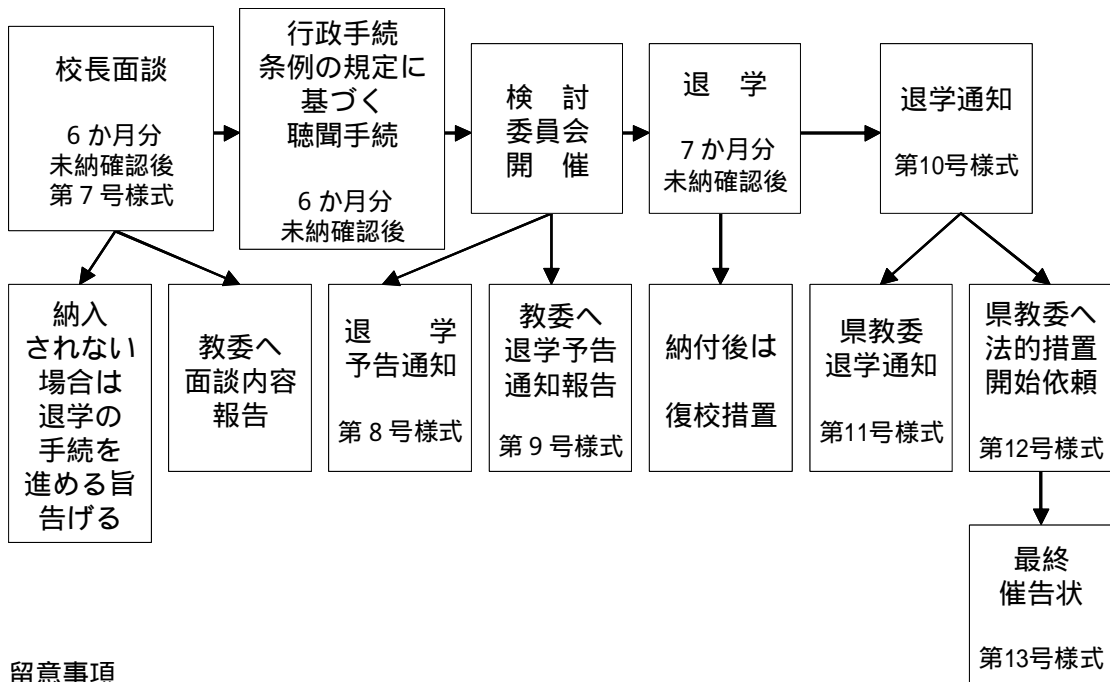 校長面談
6か月分
未納確認後
第7号様式
行政手続
条例の規定に
基づく
聴聞手続
6か月分
未納確認後
検　討
委員会
開　催
退　学
7か月分
未納確認後
退学通知
第10号様式
納入
されない
場合は
退学の
手続を
進める旨
告げる
教委へ
面談内容
報告
退　　学
予告通知
第8号様式
教委へ
退学予告
通知報告
第9号様式
納付後は
復校措置
県教委
退学通知
第11号様式
県教委へ
法的措置
開始依頼
第12号様式
最終
催告状
第13号様式
留意事項